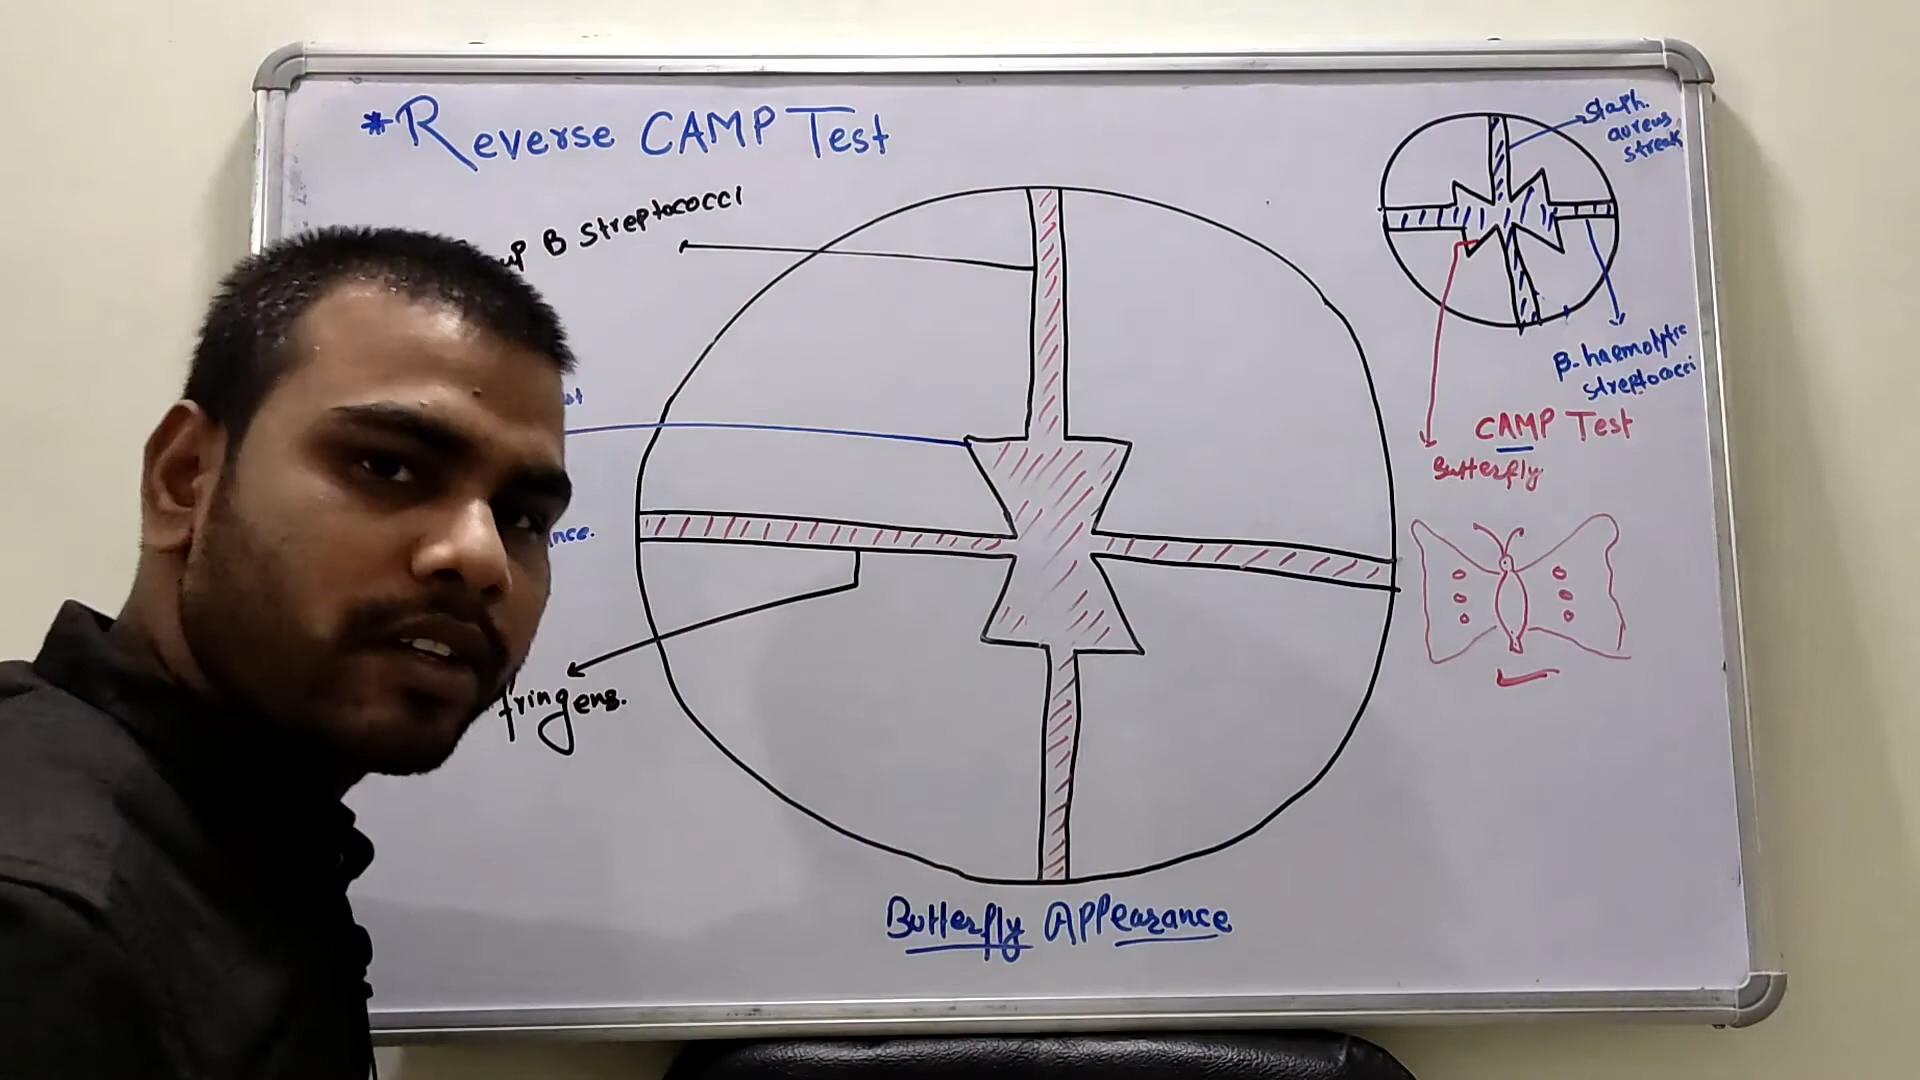 *Reverse CAMP Test
B Streptococci
Staph.
aureus
streak
β-haemolytic
streptococci
CAMP Test
Butterfly
fringens.
Butterfly Appearance